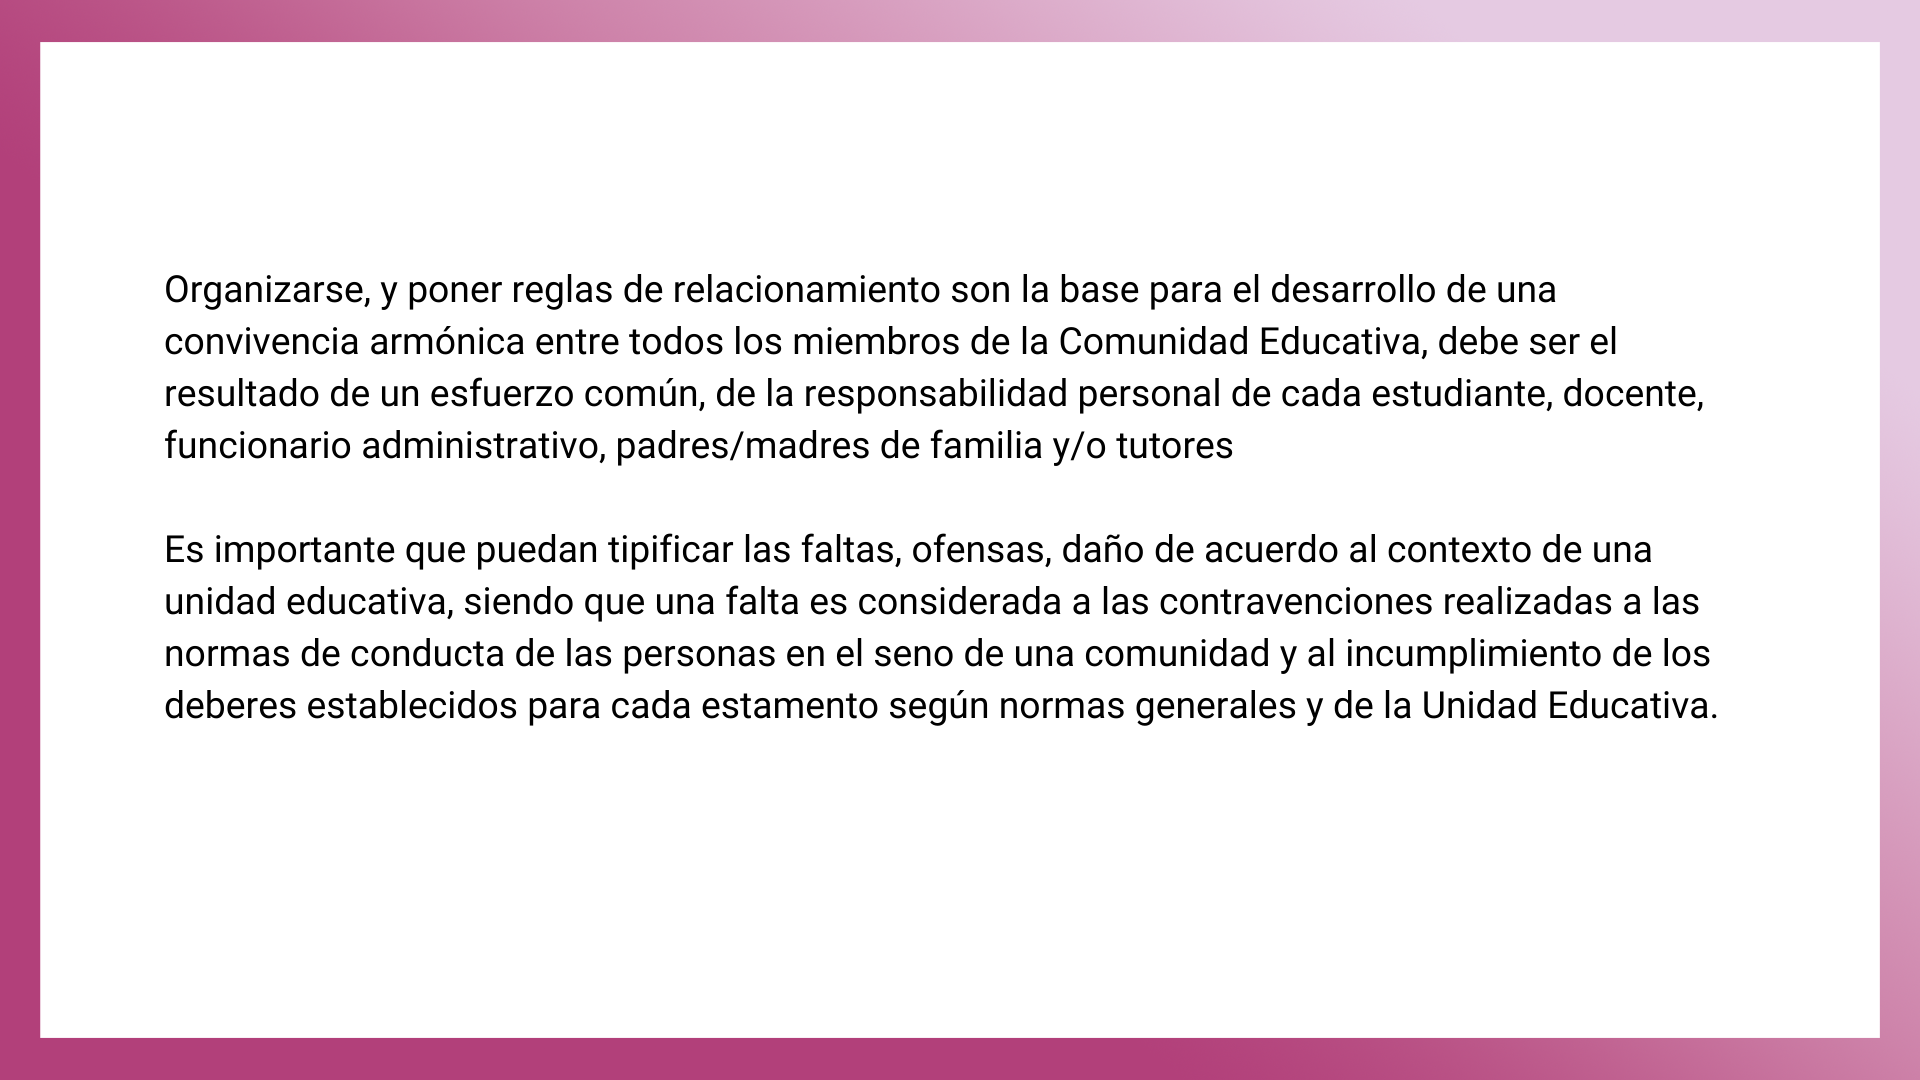 Organizarse, y poner reglas de relacionamiento son la base para el desarrollo de una
convivencia armónica entre todos los miembros de la Comunidad Educativa, debe ser el
resultado de un esfuerzo común, de la responsabilidad personal de cada estudiante, docente,
funcionario administrativo, padres/madres de familia y/o tutores
Es importante que puedan tipificar las faltas, ofensas, daño de acuerdo al contexto de una
unidad educativa, siendo que una falta es considerada a las contravenciones realizadas a las
normas de conducta de las personas en el seno de una comunidad y al incumplimiento de los
deberes establecidos para cada estamento según normas generales y de la Unidad Educativa.